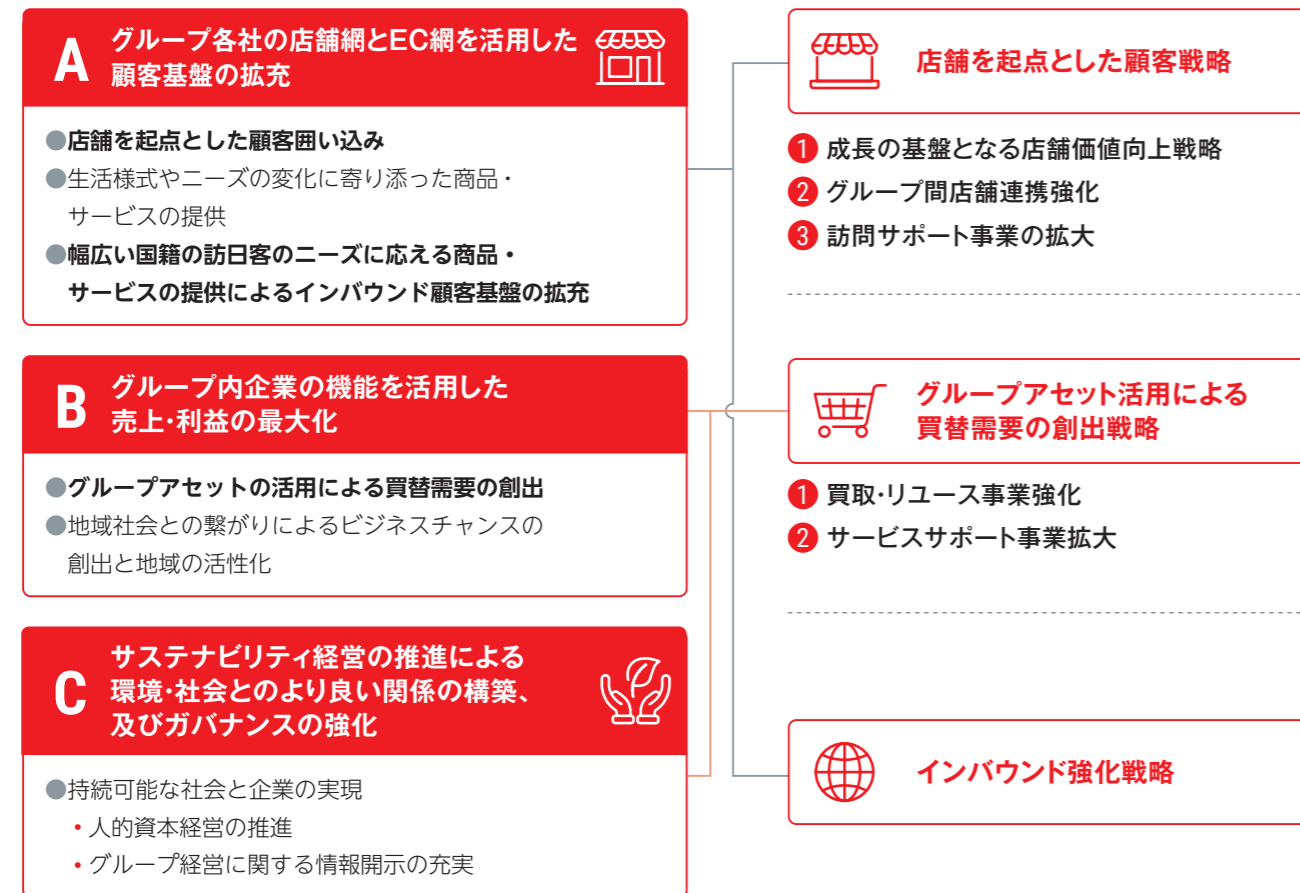 A
グループ各社の店舗網とEC網を活用した
顧客基盤の拡充
●店舗を起点とした顧客囲い込み
●生活様式やニーズの変化に寄り添った商品・
サービスの提供
●幅広い国籍の訪日客のニーズに応える商品・
サービスの提供によるインバウンド顧客基盤の拡充
B
グループ内企業の機能を活用した
売上・利益の最大化
●グループアセットの活用による買替需要の創出
●地域社会との繋がりによるビジネスチャンスの
創出と地域の活性化
C
サステナビリティ経営の推進による
環境・社会とのより良い関係の構築、
及びガバナンスの強化
●持続可能な社会と企業の実現
・人的資本経営の推進
・グループ経営に関する情報開示の充実
店舗を起点とした顧客戦略
1 成長の基盤となる店舗価値向上戦略
2 グループ間店舗連携強化
3 訪問サポート事業の拡大
グループアセット活用による
買替需要の創出戦略
1 買取・リユース事業強化
2 サービスサポート事業拡大
インバウンド強化戦略